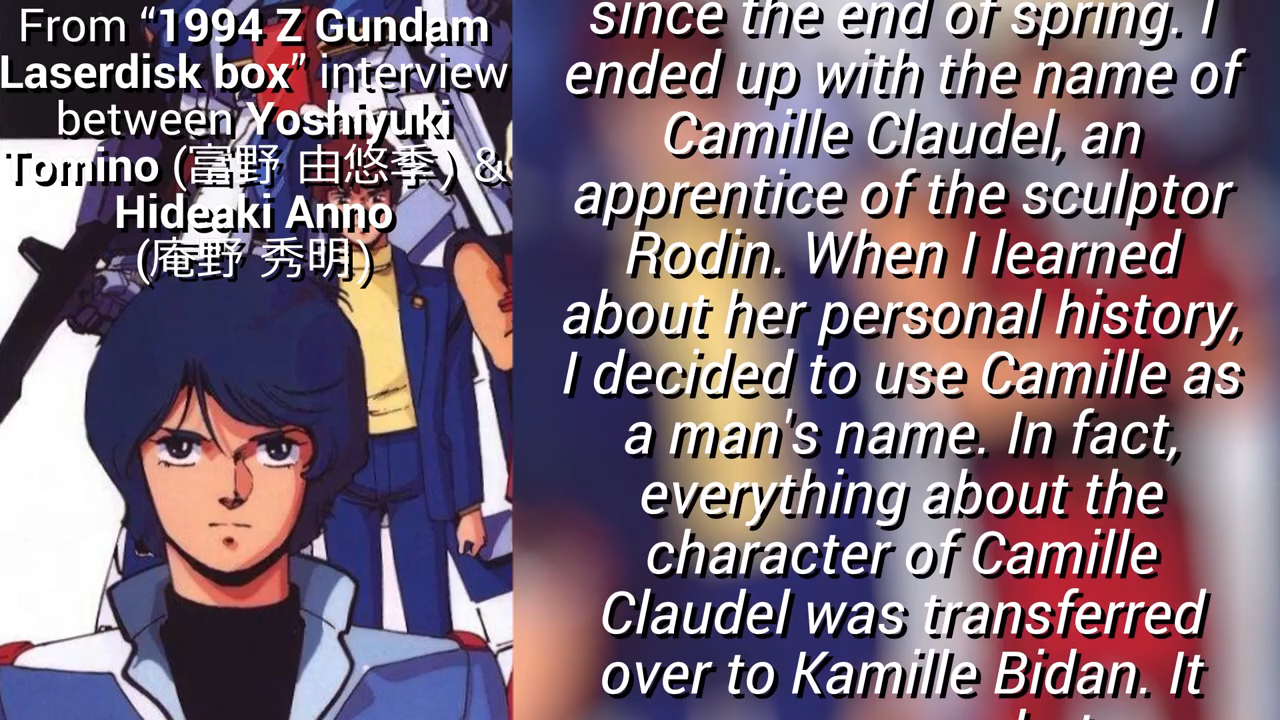 From “1994 Z Gundam
Laserdisk box” interview
between Yoshiyuki
Tomino (富野 由悠季) &
Hideaki Anno
(庵野 秀明)
since the end of spring. I
ended up with the name of
Camille Claudel, an
apprentice of the sculptor
Rodin. When I learned
about her personal history,
I decided to use Camille as
a man's name. In fact,
everything about the
character of Camille
Claudel was transferred
over to Kamille Bidan. It